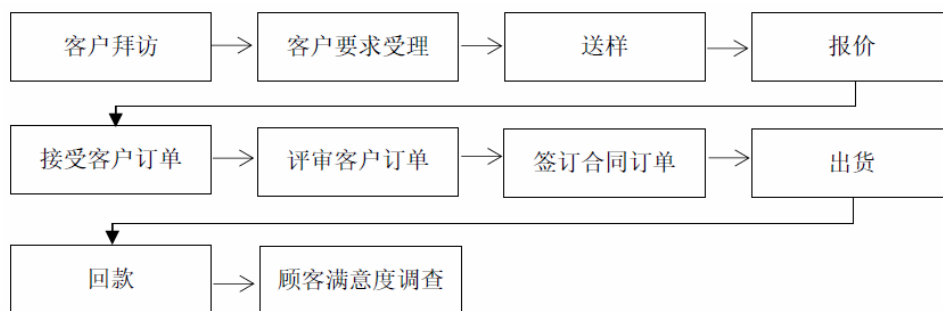 客户拜访
客户要求受理
送样
报价
接受客户订单
评审客户订单
签订合同订单
出货
回款
顾客满意度调查